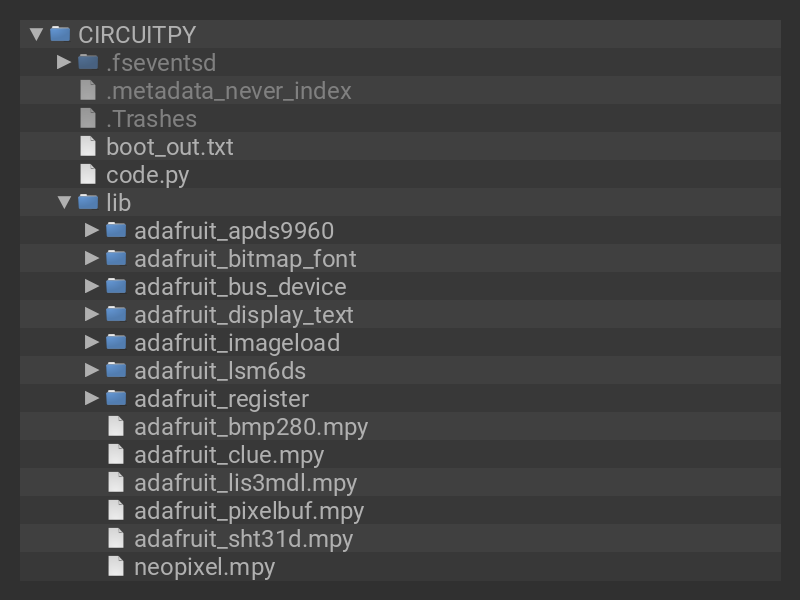 CIRCUITPY
.fseventsd
.metadata_never_index
.Trashes
boot_out.txt
code.py
lib
adafruit_apds9960
adafruit_bitmap_font
adafruit_bus_device
adafruit_display_text
adafruit_imageload
adafruit_lsm6ds
adafruit_register
adafruit_bmp280.mpy
adafruit_clue.mpy
adafruit_lis3mdl.mpy
adafruit_pixelbuf.mpy
adafruit_sht31d.mpy
neopixel.mpy